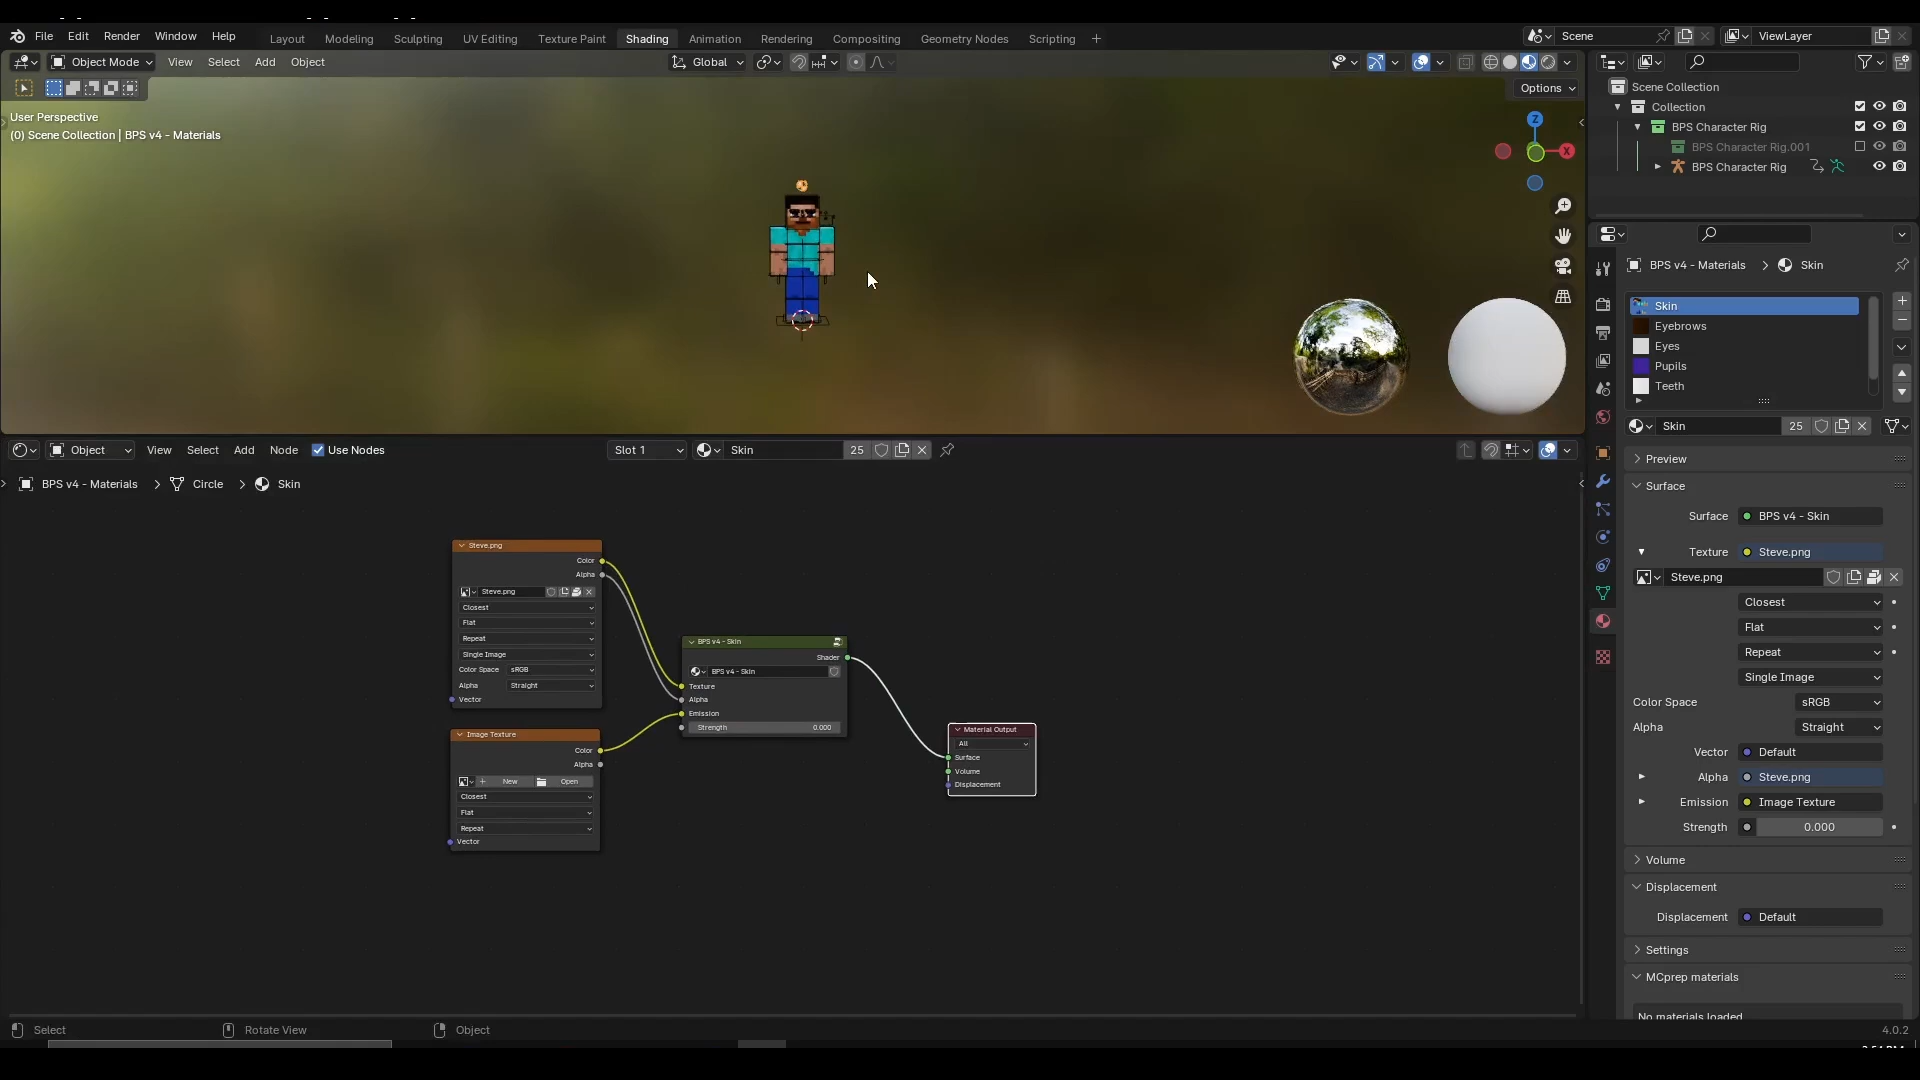 File Edit Render Window Help
Layout Modeling Sculpting UV Editing Texture Paint Shading Animation Rendering Compositing Geometry Nodes Scripting +
Scene
ViewLayer
Object Mode View Select Add Object
Global
Options
User Perspective
(0) Scene Collection | BPS v4 - Materials
Z
X
Scene Collection
Collection
BPS Character Rig
BPS Character Rig.001
BPS Character Rig
BPS v4 - Materials > Skin
Skin
Eyebrows
Eyes
Pupils
Teeth
Skin 25
Preview
Surface
Surface BPS v4 - Skin
Texture Steve.png
Steve.png
Closest
Flat
Repeat
Single Image
Color Space sRGB
Alpha Straight
Vector Default
Alpha Steve.png
Emission Image Texture
Strength 0.000
Volume
Displacement
Displacement Default
Settings
MCprep materials
No materials loaded
Object View Select Add Node Use Nodes
Slot 1
Skin 25
BPS v4 - Materials > Circle > Skin
Steve.png
Color
Alpha
Steve.png
Closest
Flat
Repeat
Single Image
Color Space sRGB
Alpha Straight
Vector
Image Texture
Color
Alpha
New Open
Closest
Flat
Repeat
Vector
BPS v4 - Skin
Shader
BPS v4 - Skin
Texture
Alpha
Emission
Strength 0.000
Material Output
All
Surface
Volume
Displacement
Select
Rotate View
Object
4.0.2